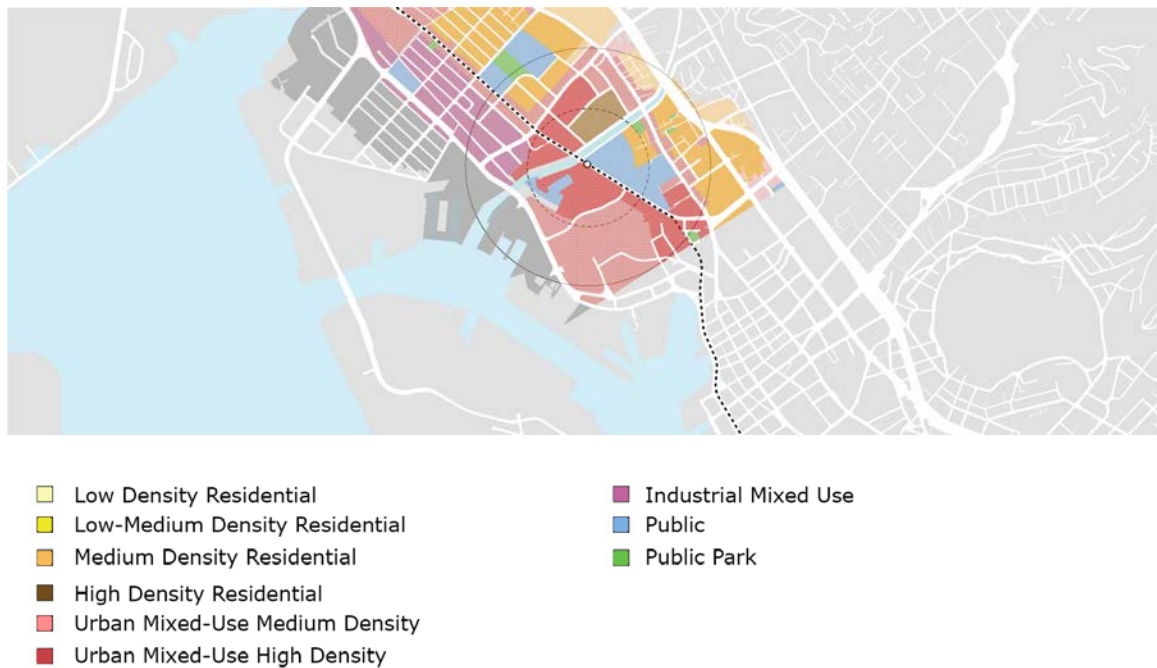 Low Density Residential
Low-Medium Density Residential
Medium Density Residential
High Density Residential
Urban Mixed-Use Medium Density
Urban Mixed-Use High Density
Industrial Mixed Use
Public
Public Park